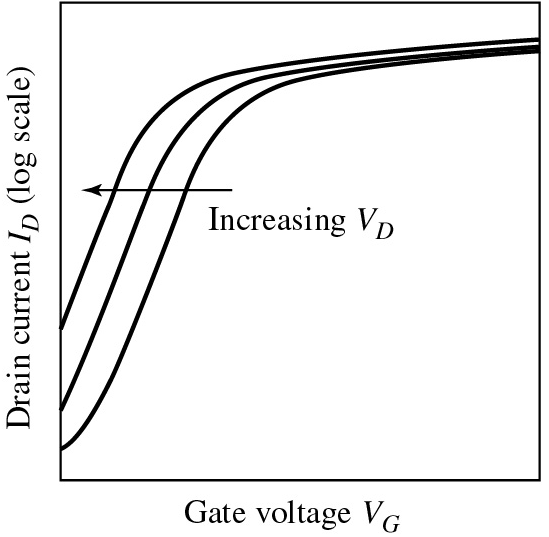 Drain current I_D (log scale)
Increasing V_D
Gate voltage V_G